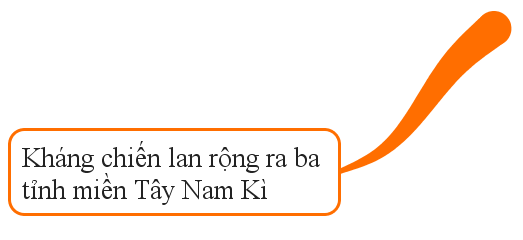 Kháng chiến lan rộng ra ba
tỉnh miền Tây Nam Kì